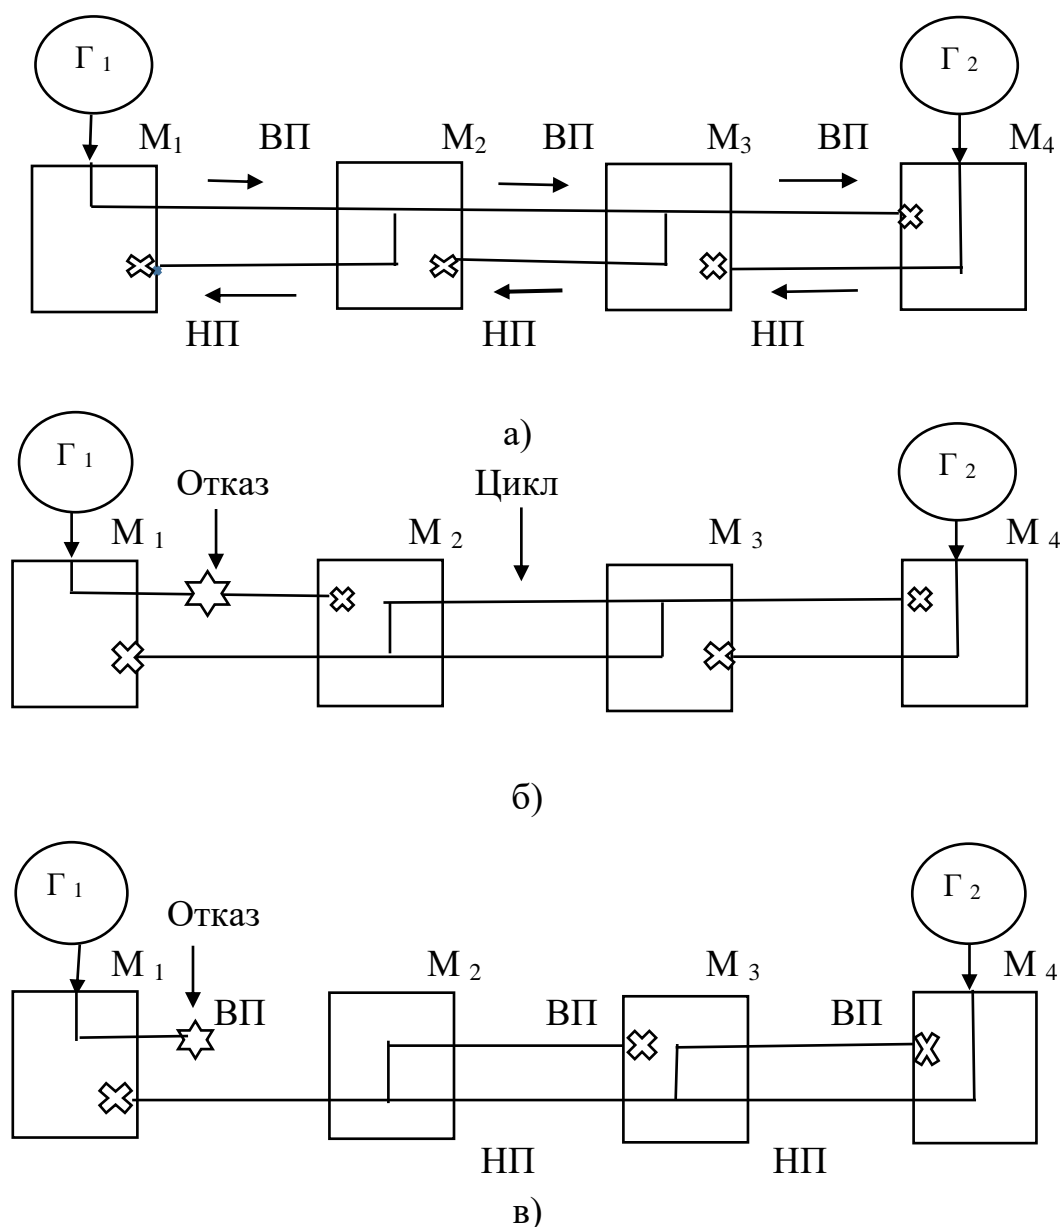 Г 1 Г 2
М1 ВП М2 ВП М3 ВП М4
НП НП НП
а)
Г 1 Г 2
Отказ Цикл
М 1 М 2 М 3 М 4
б)
Г 1 Г 2
Отказ
М 1 М 2 М 3 М 4
ВП ВП ВП
НП НП
в)